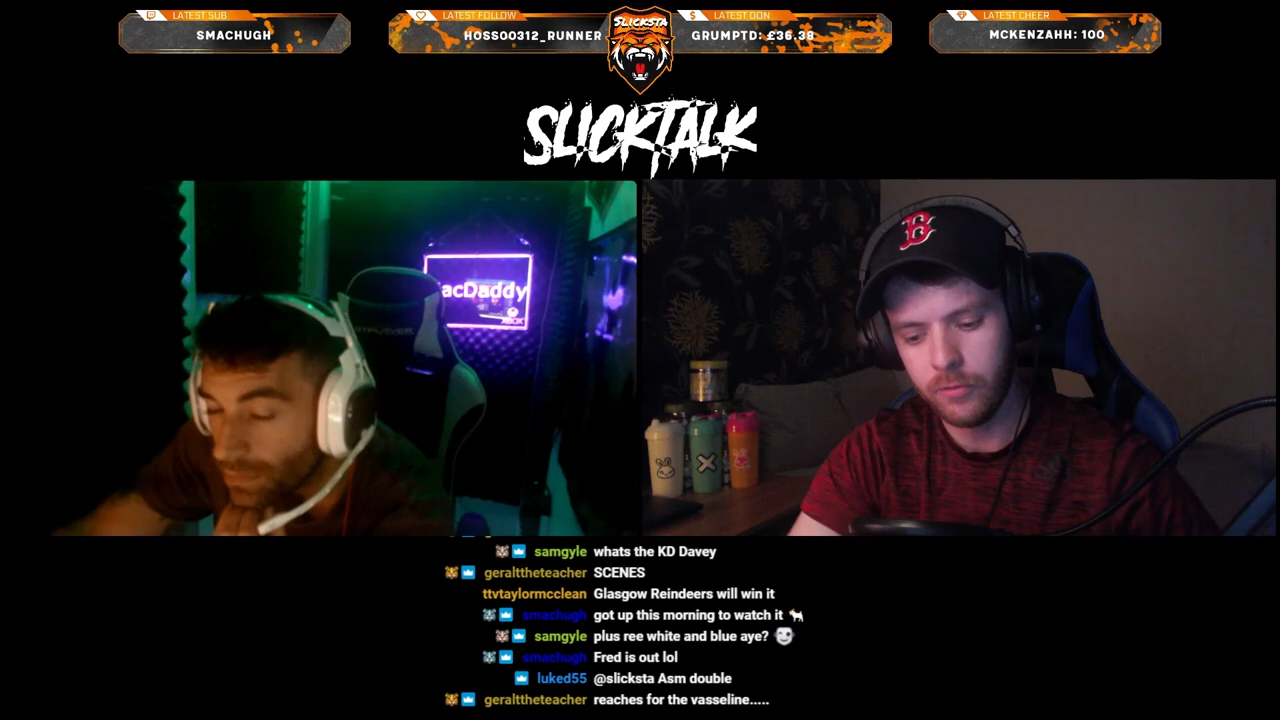 LATEST SUB
SMACHUGH
LATEST FOLLOW
HOSS00312_RUNNER
SLICKSTA
LATEST DON
GRUMPTD: £36.38
LATEST CHEER
MCKENZAHH: 100
SLICKTALK
acDaddy
XBOX
B
samgyle whats the KD Davey
geralttheteacher SCENES
ttvtaylormcclean Glasgow Reindeers will win it
smachugh got up this morning to watch it
samgyle plus ree white and blue aye?
smachugh Fred is out lol
luked55 @slicksta Asm double
geralttheteacher reaches for the vasseline.....